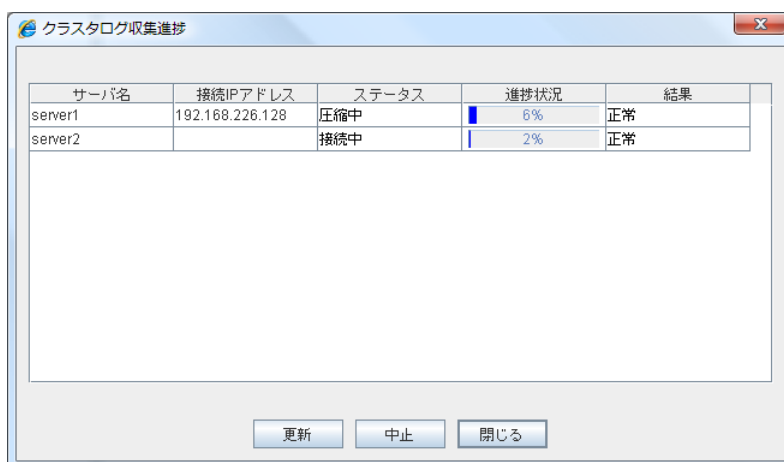 クラスタログ収集進捗
サーバ名 接続IPアドレス ステータス 進捗状況 結果
server1 192.168.226.128 圧縮中 6% 正常
server2 接続中 2% 正常
更新 中止 閉じる